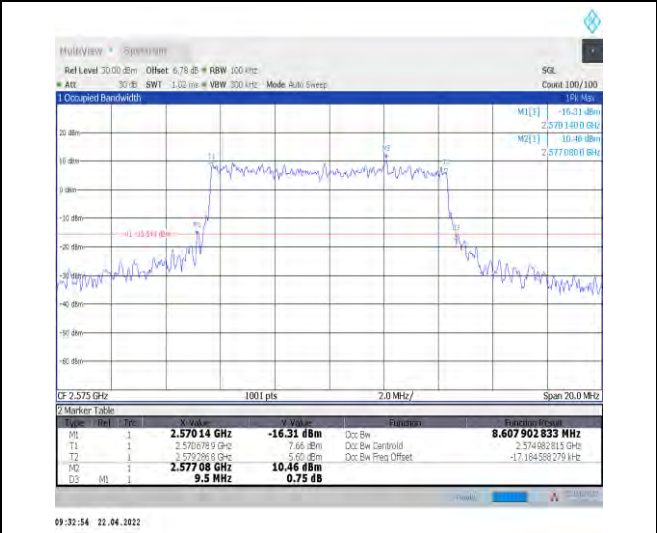 MultiView Spectrum
Ref Level 30.00 dBm Offset 6.78 dB RBW 100 kHz SGL
Att 30 dB SWT 1.02 ms VBW 300 kHz Mode Auto Sweep Count 100/100
1 Occupied Bandwidth 1Pk Max
M1[1] -16.31 dBm
2.570 140 0 GHz
M2[1] 10.46 dBm
2.577 080 0 GHz
20 dBm
10 dBm
0 dBm
-10 dBm
-20 dBm
-30 dBm
-40 dBm
-50 dBm
-60 dBm
T1
M2
T2
M1
D3
H1 -15.540 dBm
CF 2.575 GHz 1001 pts 2.0 MHz/ Span 20.0 MHz
2 Marker Table
Type Ref Trc X-Value Y-Value Function Function Result
M1 1 2.570 14 GHz -16.31 dBm Occ Bw 8.607 902 833 MHz
T1 1 2.570 678 9 GHz 7.66 dBm Occ Bw Centroid 2.574 982 815 GHz
T2 1 2.579 286 8 GHz 5.60 dBm Occ Bw Freq Offset -17.184 588 279 kHz
M2 1 2.577 08 GHz 10.46 dBm
D3 M1 1 9.5 MHz 0.75 dB
09:32:54 22.04.2022